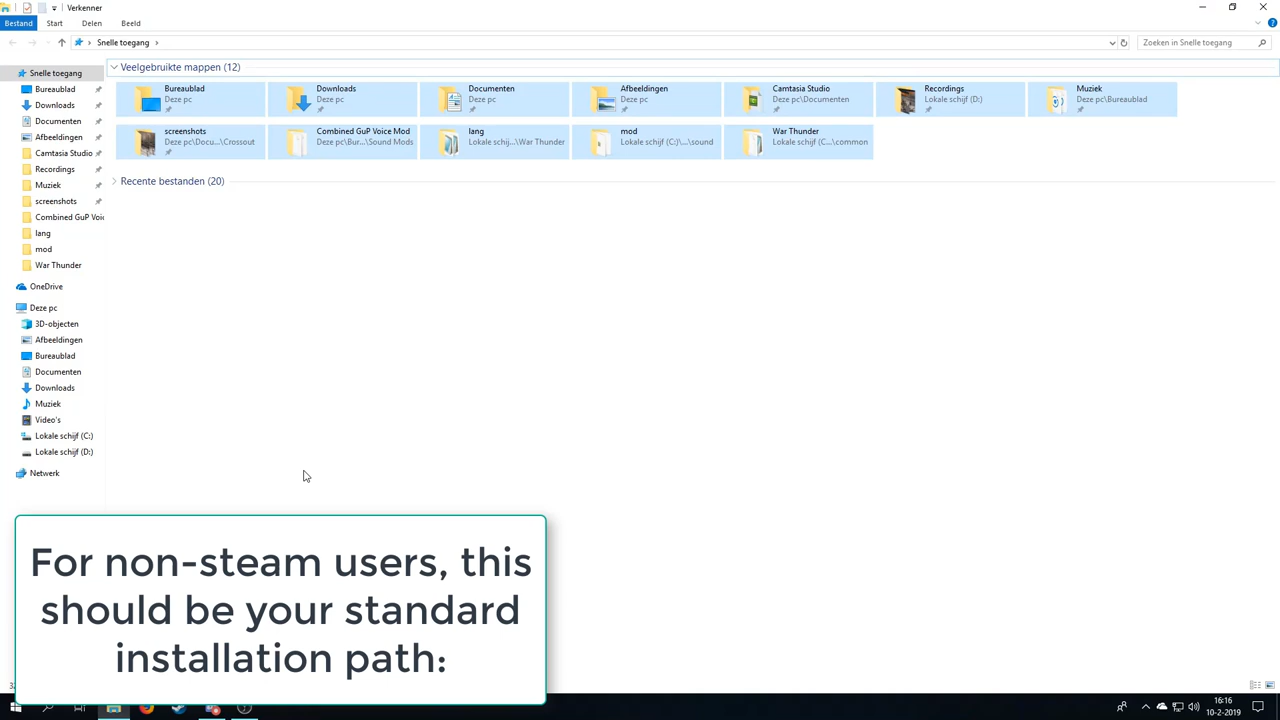 Verkenner
Bestand
Start
Delen
Beeld
Snelle toegang
Zoeken in Snelle toegang
Snelle toegang
Bureaublad
Downloads
Documenten
Afbeeldingen
Camtasia Studio
Recordings
Muziek
screenshots
Combined GuP Voic
lang
mod
War Thunder
OneDrive
Deze pc
3D-objecten
Afbeeldingen
Bureaublad
Documenten
Downloads
Muziek
Video's
Lokale schijf (C:)
Lokale schijf (D:)
Netwerk
Veelgebruikte mappen (12)
Bureaublad
Deze pc
Downloads
Deze pc
Documenten
Deze pc
Afbeeldingen
Deze pc
Camtasia Studio
Deze pc\Documenten
Recordings
Lokale schijf (D:)
Muziek
Deze pc\Bureaublad
screenshots
Deze pc\Docu...\Crossout
Combined GuP Voice Mod
Deze pc\Bur...\Sound Mods
lang
Lokale schij...\War Thunder
mod
Lokale schijf (C:)\...\sound
War Thunder
Lokale schijf (C...\common
Recente bestanden (20)
For non-steam users, this
should be your standard
installation path:
16:16
10-2-2019